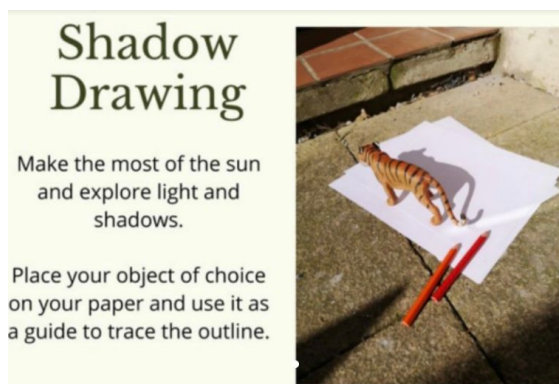 Shadow
Drawing
Make the most of the sun
and explore light and
shadows.
Place your object of choice
on your paper and use it as
a guide to trace the outline.